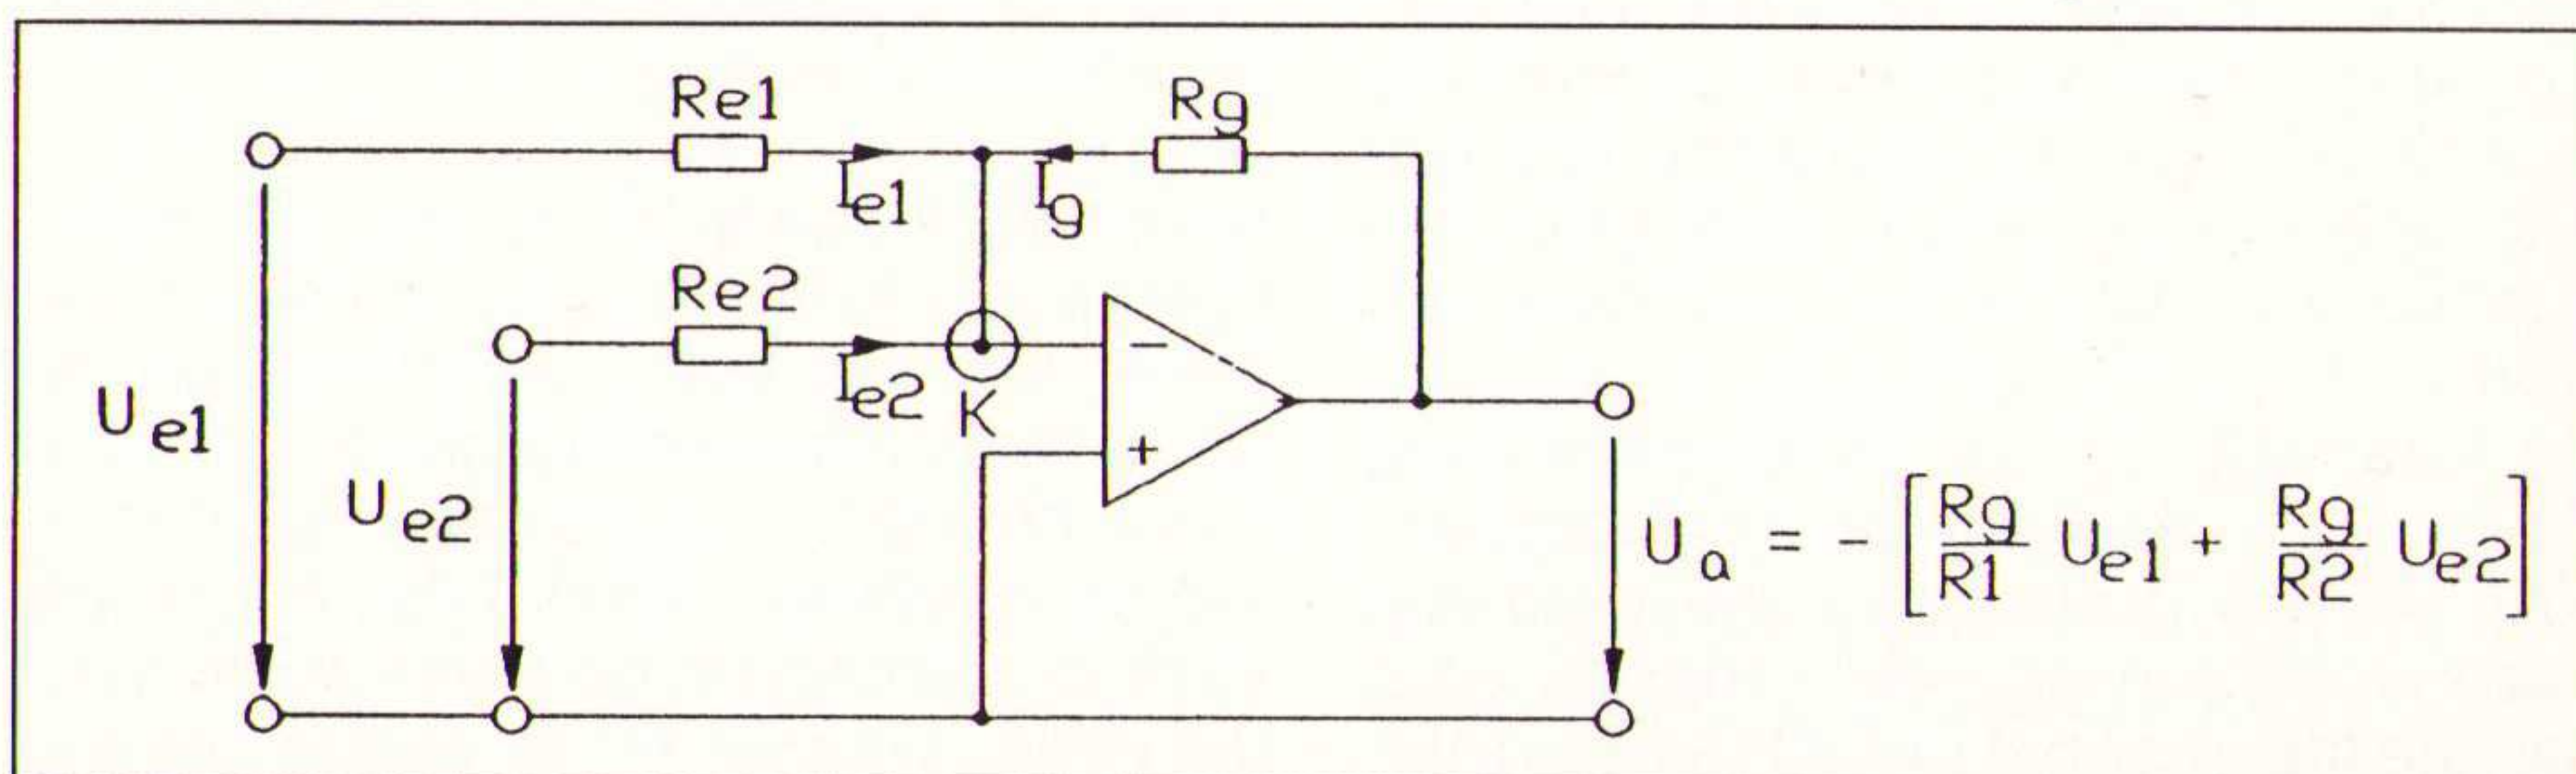 Re1
Rg
Ie1
Ig
Re2
Ie2
K
-
+
Ue1
Ue2
Ua = - [Rg/R1 Ue1 + Rg/R2 Ue2]